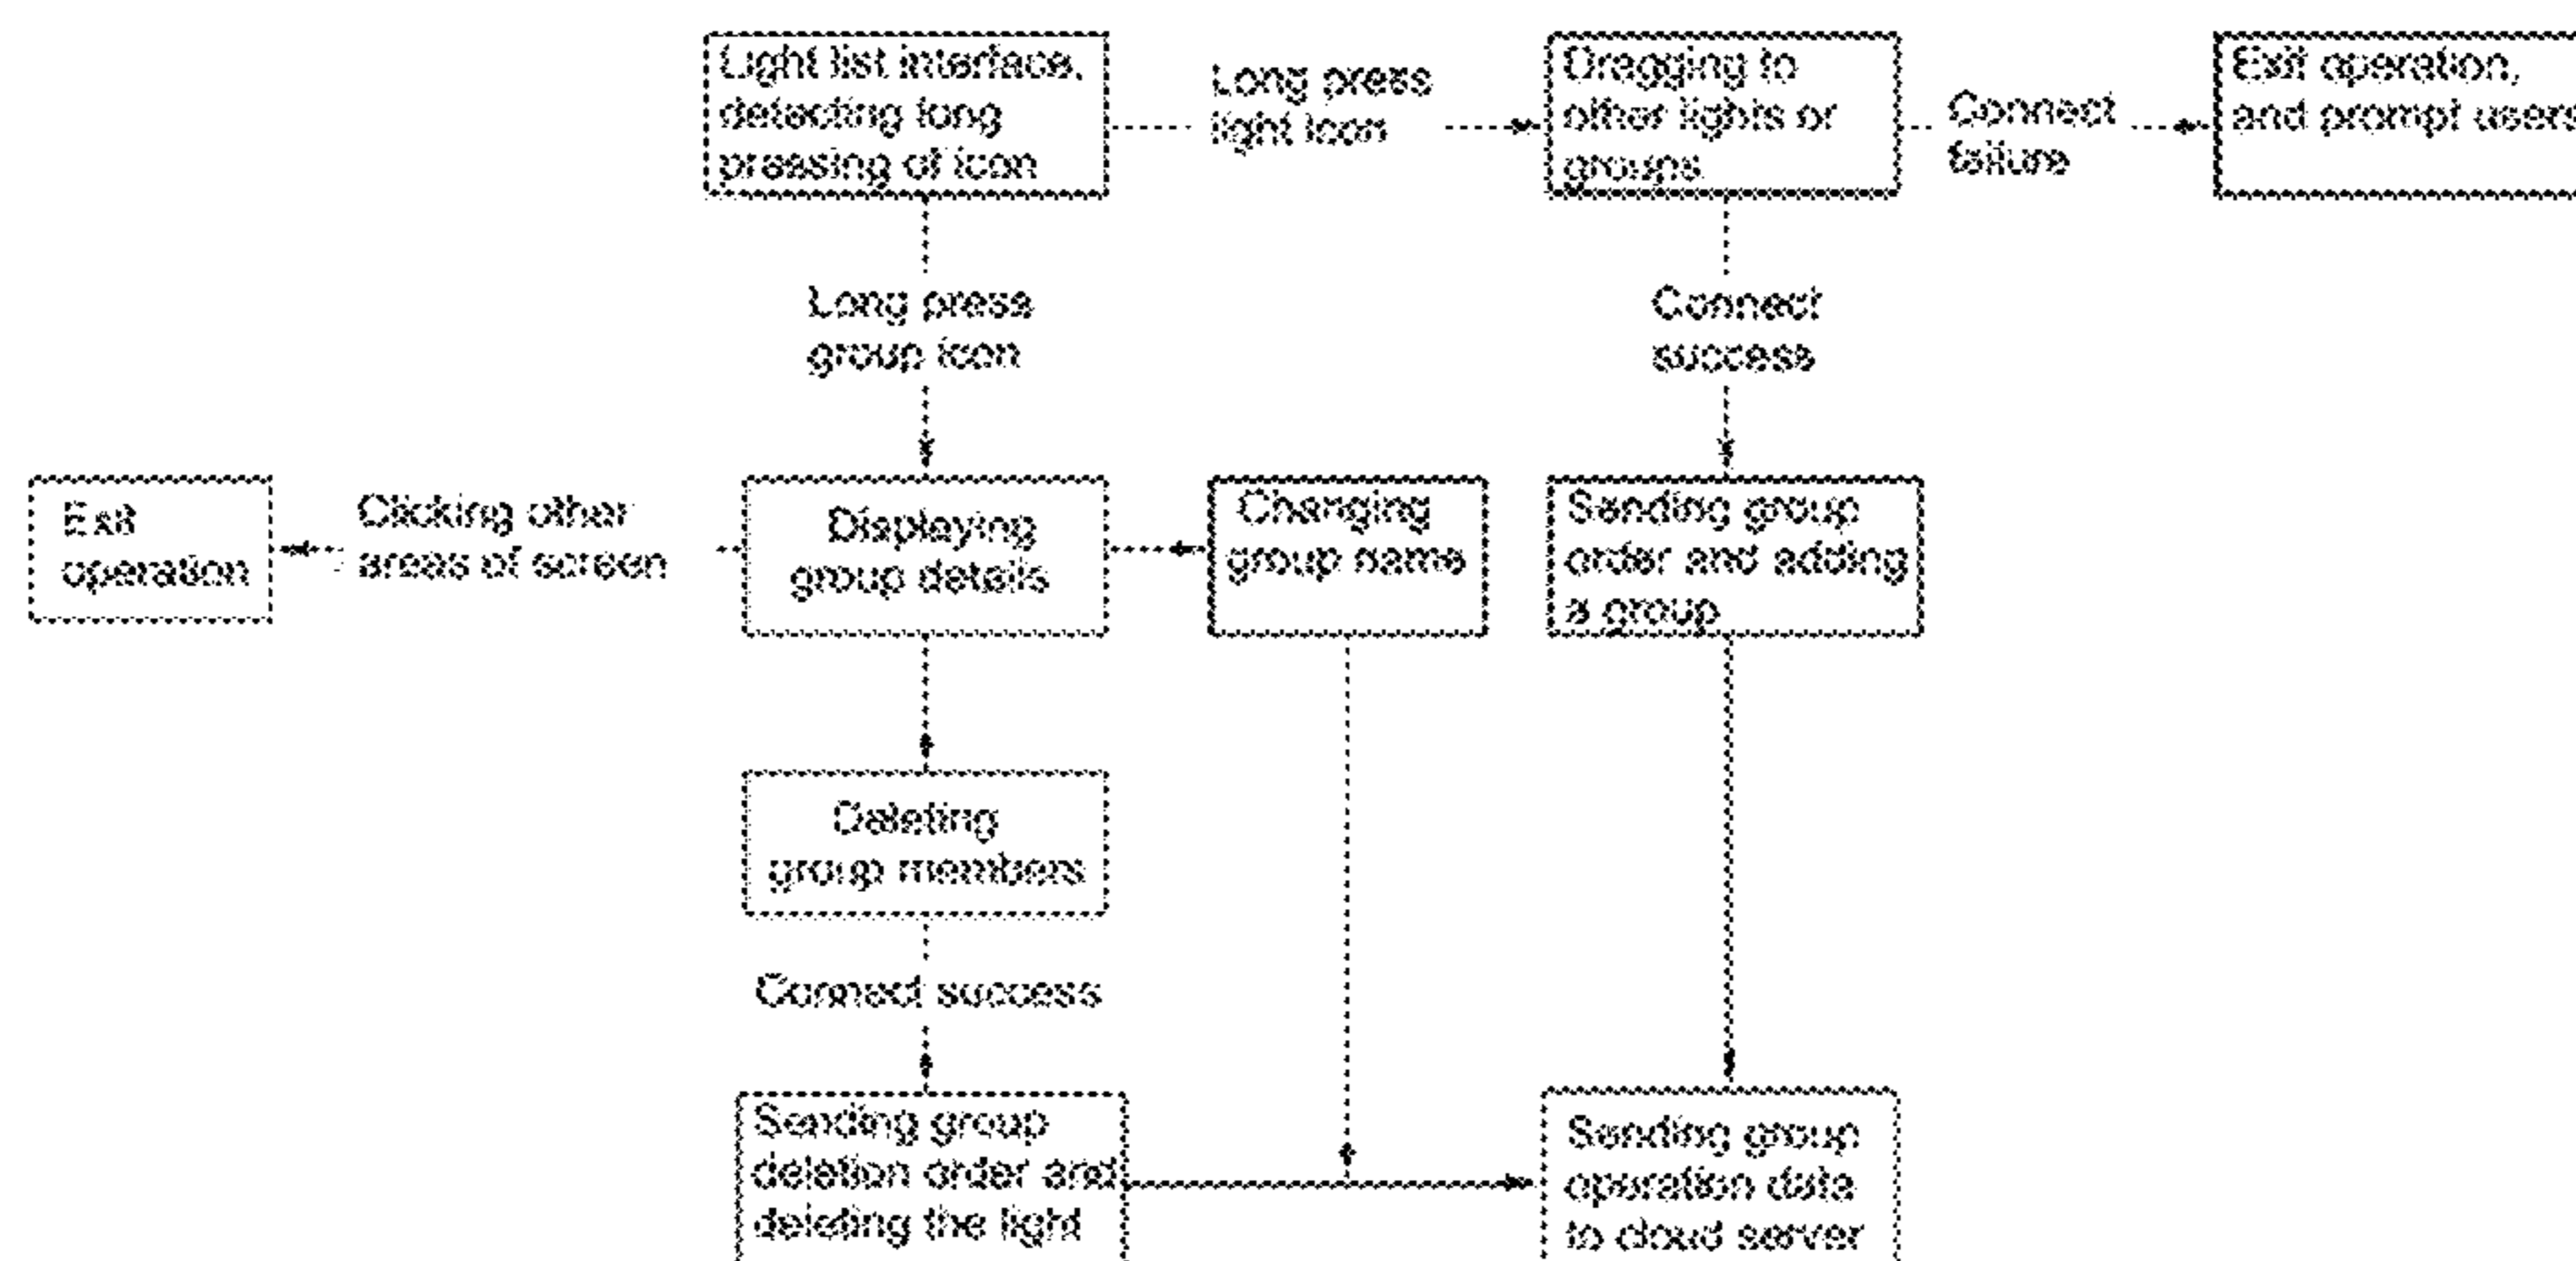 Light list interface,
detecting long
pressing of icon
Long press
light icon
Dragging to
other lights or
groups
Connect
failure
Exit operation,
and prompt users
Long press
group icon
Connect
success
Exit
operation
Clicking other
areas of screen
Displaying
group details
Changing
group name
Sending group
order and adding
a group
Deleting
group members
Connect success
Sending group
deletion order and
deleting the light
Sending group
operation data
to cloud server